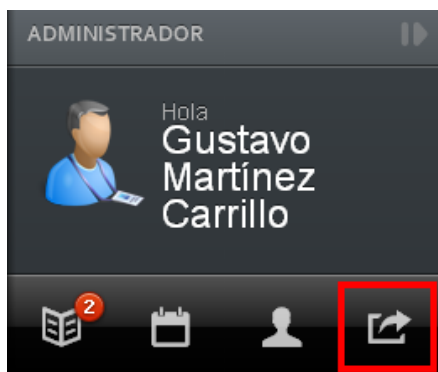 ADMINISTRADOR
Hola
Gustavo
Martínez
Carrillo
2